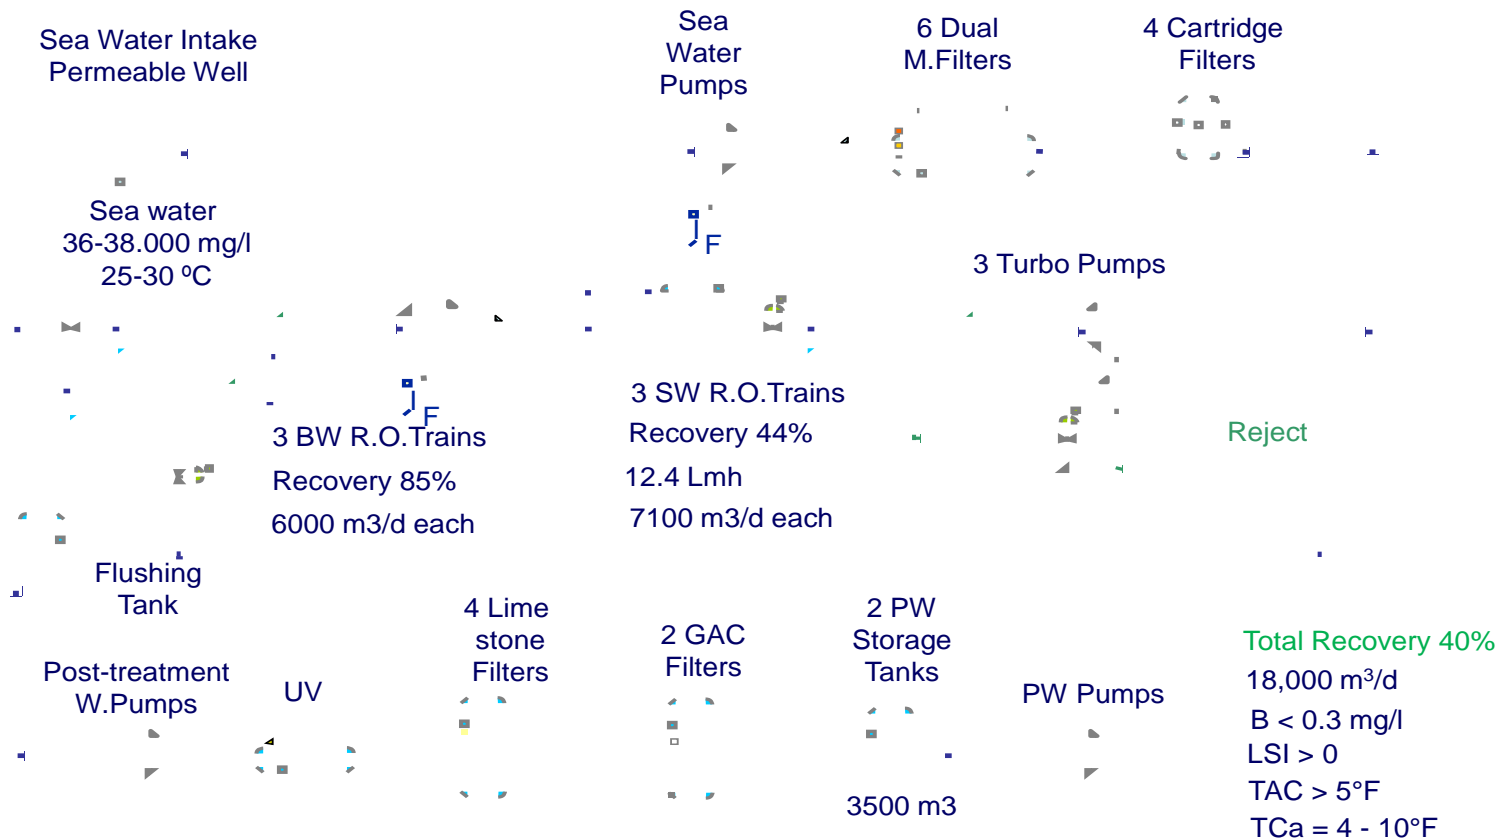 Sea Water Intake
Permeable Well
Sea
Water
Pumps
6 Dual
M.Filters
4 Cartridge
Filters
Sea water
36-38.000 mg/l
25-30 ºC
F
3 Turbo Pumps
F
3 BW R.O.Trains
Recovery 85%
6000 m3/d each
3 SW R.O.Trains
Recovery 44%
12.4 Lmh
7100 m3/d each
Reject
Flushing
Tank
Post-treatment
W.Pumps
UV
4 Lime
stone
Filters
2 GAC
Filters
2 PW
Storage
Tanks
3500 m3
PW Pumps
Total Recovery 40%
18,000 m³/d
B < 0.3 mg/l
LSI > 0
TAC > 5°F
TCa = 4 - 10°F